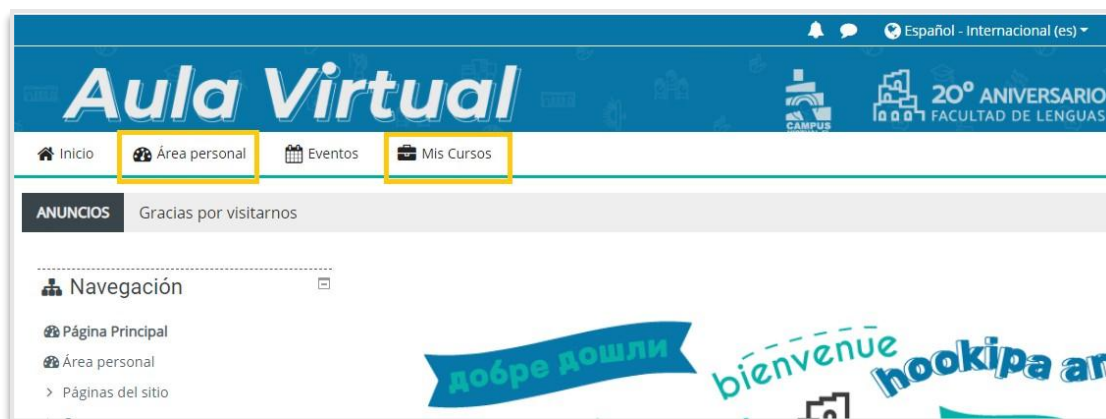 Español - Internacional (es)
Aula Virtual
CAMPUS
20° ANIVERSARIO
FACULTAD DE LENGUAS
Inicio Área personal Eventos Mis Cursos
ANUNCIOS Gracias por visitarnos
Navegación
Página Principal
Área personal
Páginas del sitio
добре дошли
bienvenue
hookipa an